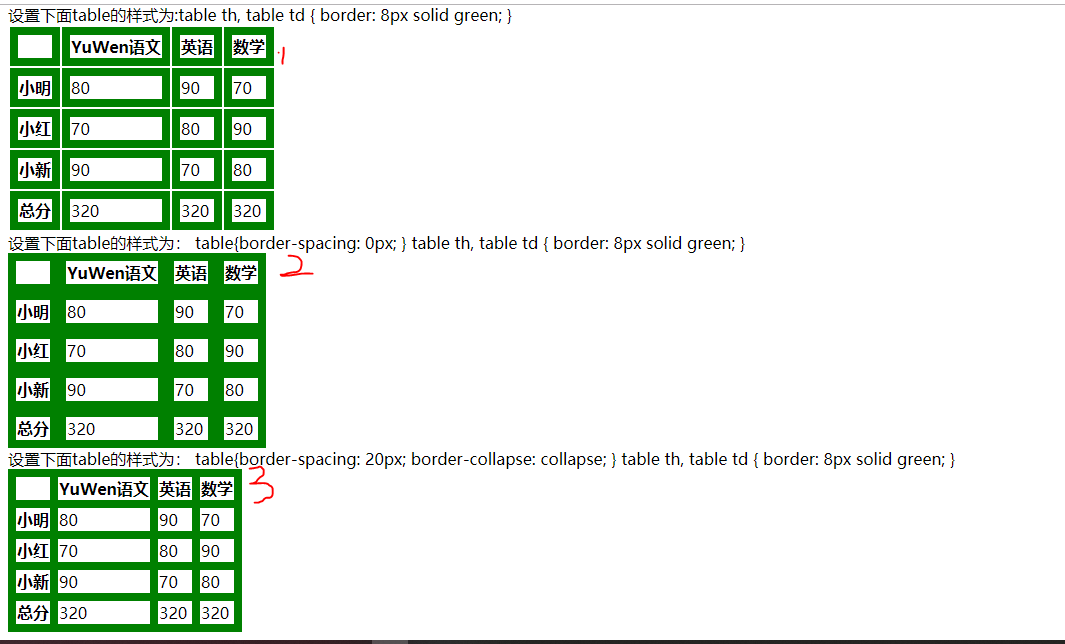 设置下面table的样式为:table th, table td { border: 8px solid green; }
YuWen语文 英语 数学 1
小明 80 90 70
小红 70 80 90
小新 90 70 80
总分 320 320 320
设置下面table的样式为： table{border-spacing: 0px; } table th, table td { border: 8px solid green; }
YuWen语文 英语 数学 2
小明 80 90 70
小红 70 80 90
小新 90 70 80
总分 320 320 320
设置下面table的样式为： table{border-spacing: 20px; border-collapse: collapse; } table th, table td { border: 8px solid green; }
YuWen语文 英语 数学 3
小明 80 90 70
小红 70 80 90
小新 90 70 80
总分 320 320 320